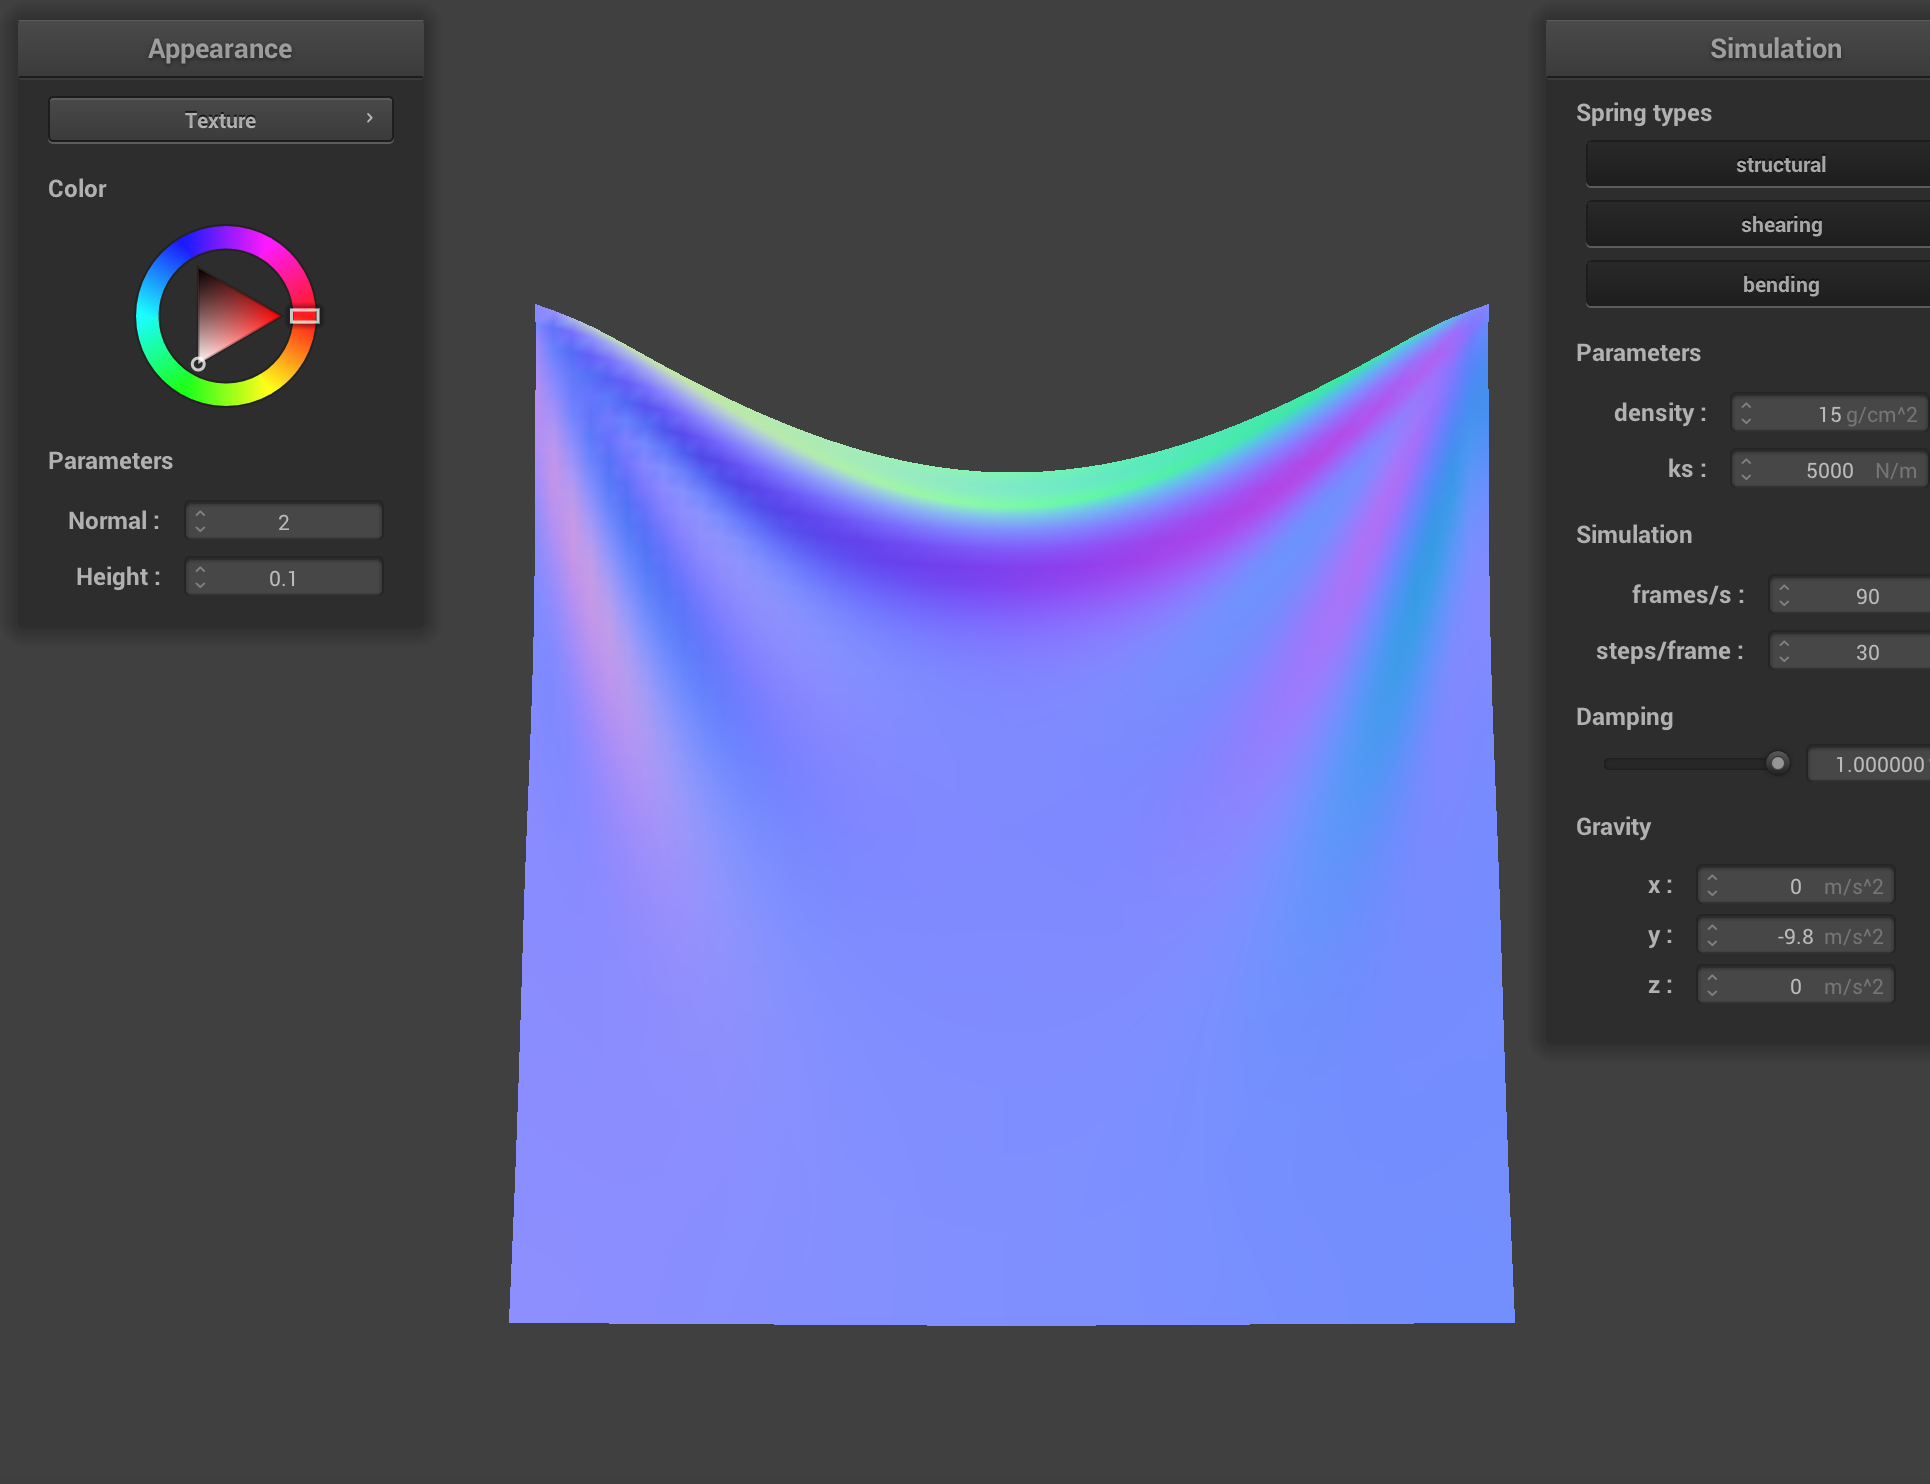 Appearance
Texture
Color
Parameters
Normal : 2
Height : 0.1
Simulation
Spring types
structural
shearing
bending
Parameters
density : 15 g/cm^2
ks : 5000 N/m
Simulation
frames/s : 90
steps/frame : 30
Damping
1.000000
Gravity
x : 0 m/s^2
y : -9.8 m/s^2
z : 0 m/s^2